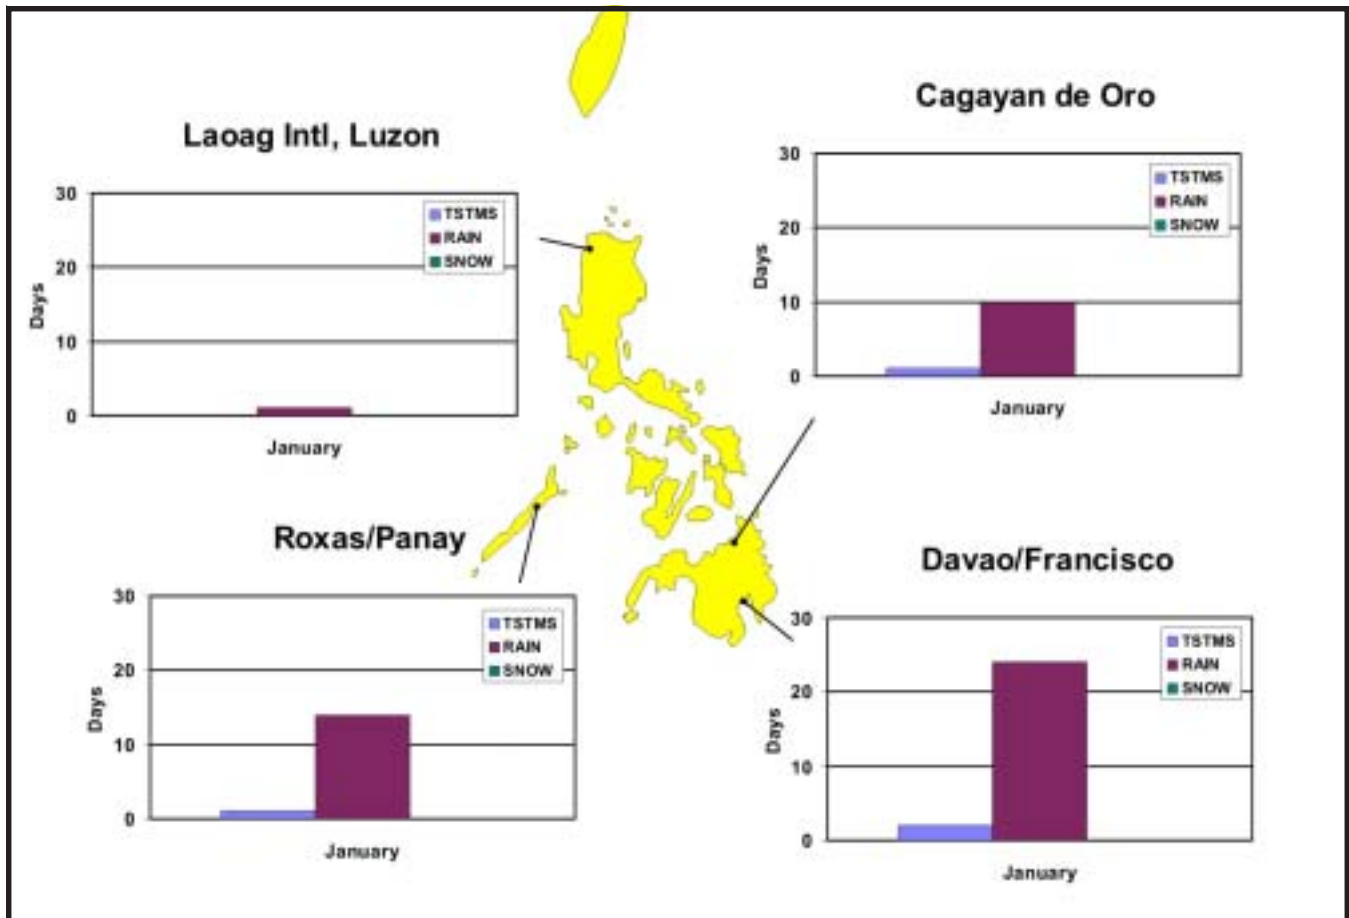 Laoag Intl, Luzon
30
20
10
0
Days
TSTMS
RAIN
SNOW
January
Cagayan de Oro
30
20
10
0
Days
TSTMS
RAIN
SNOW
January
Roxas/Panay
30
20
10
0
Days
TSTMS
RAIN
SNOW
January
Davao/Francisco
30
20
10
0
Days
TSTMS
RAIN
SNOW
January